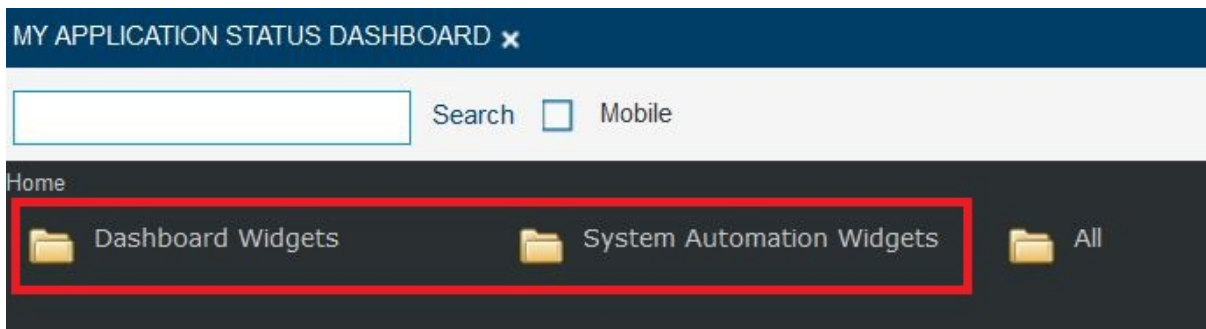 MY APPLICATION STATUS DASHBOARD ×
Search Mobile
Home
Dashboard Widgets System Automation Widgets All